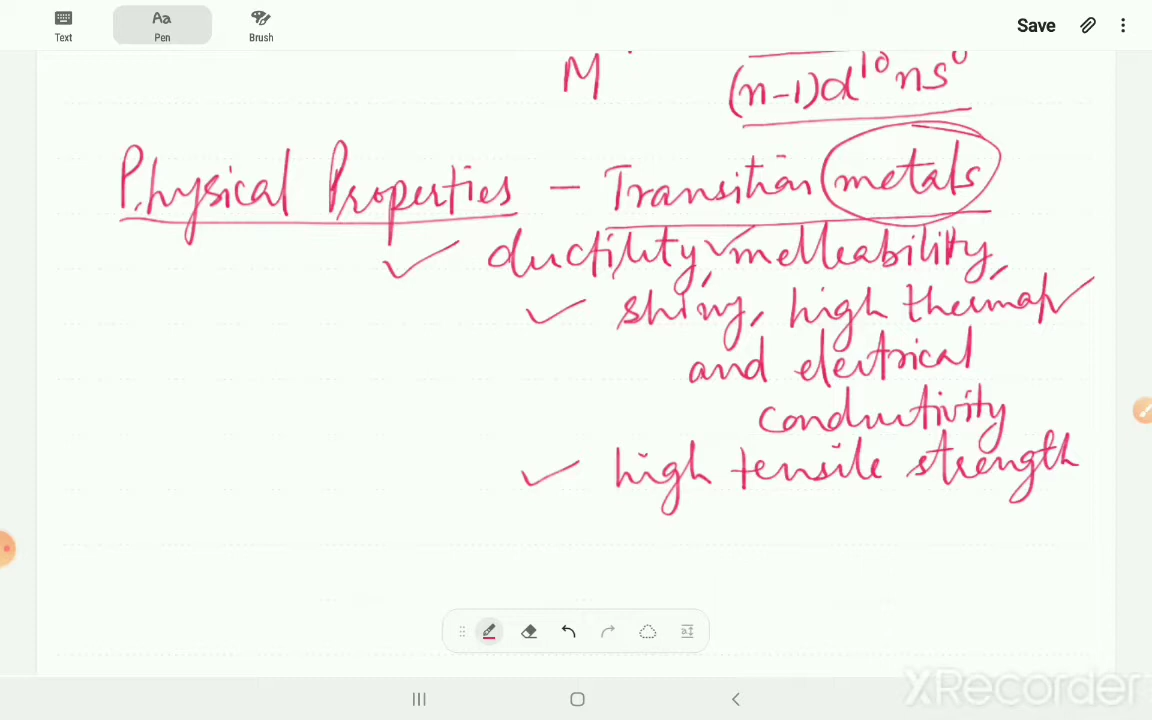 Text Pen Brush Save
M (n-1)d¹⁰ns⁰
Physical Properties - Transition metals
ductility, melleability,
shiny, high thermal
and electrical
conductivity
high tensile strength
XRecorder